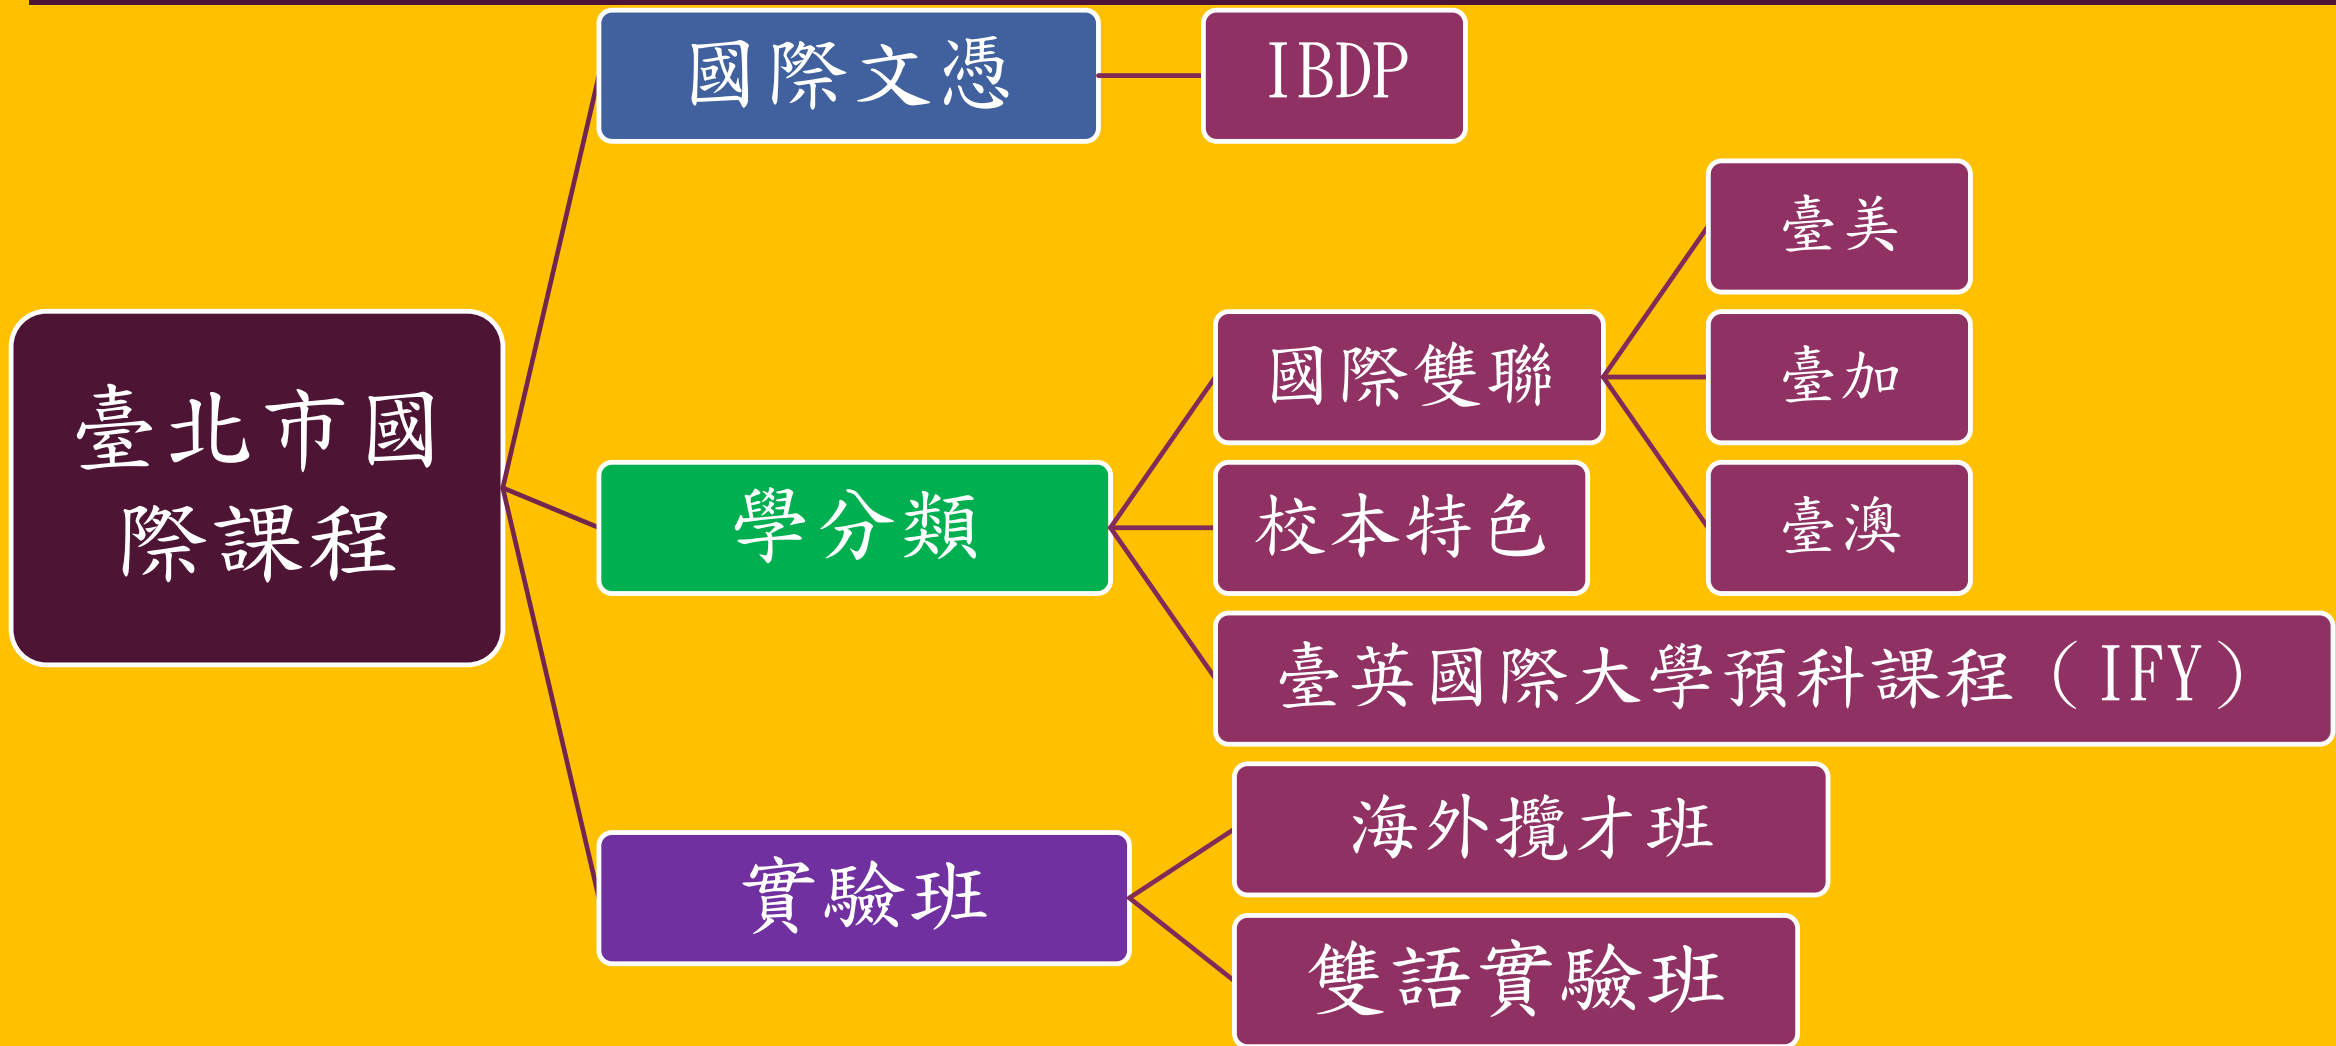 國際文憑
IBDP
臺美
臺北市國
際課程
國際雙聯
臺加
學分類
校本特色
臺澳
臺英國際大學預科課程（IFY）
海外攬才班
實驗班
雙語實驗班